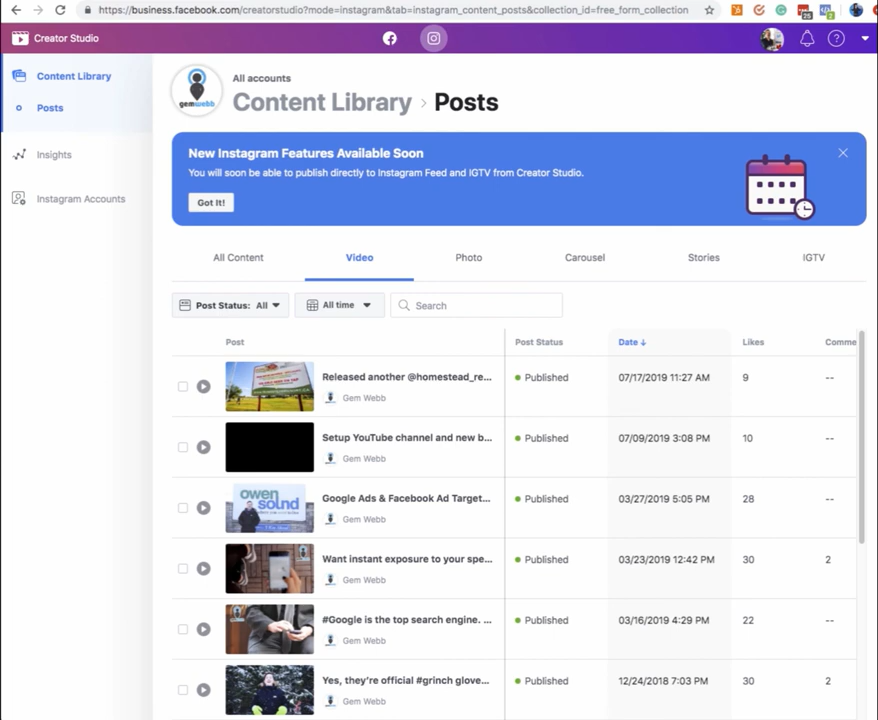 https://business.facebook.com/creatorstudio?mode=instagram&tab=instagram_content_posts&collection_id=free_form_collection
Creator Studio
Content Library
Posts
Insights
Instagram Accounts
gemwebb
All accounts
Content Library › Posts
New Instagram Features Available Soon
You will soon be able to publish directly to Instagram Feed and IGTV from Creator Studio.
Got It!
All Content Video Photo Carousel Stories IGTV
Post Status: All All time Search
Post Post Status Date ↓ Likes Comme
Released another @homestead_re... Published 07/17/2019 11:27 AM 9 --
Gem Webb
Setup YouTube channel and new b... Published 07/09/2019 3:08 PM 10 --
Gem Webb
owen sound
Google Ads & Facebook Ad Target... Published 03/27/2019 5:05 PM 28 --
Gem Webb
Want instant exposure to your spe... Published 03/23/2019 12:42 PM 30 2
Gem Webb
#Google is the top search engine. ... Published 03/16/2019 4:29 PM 22 --
Gem Webb
Yes, they're official #grinch glove... Published 12/24/2018 7:03 PM 30 2
Gem Webb